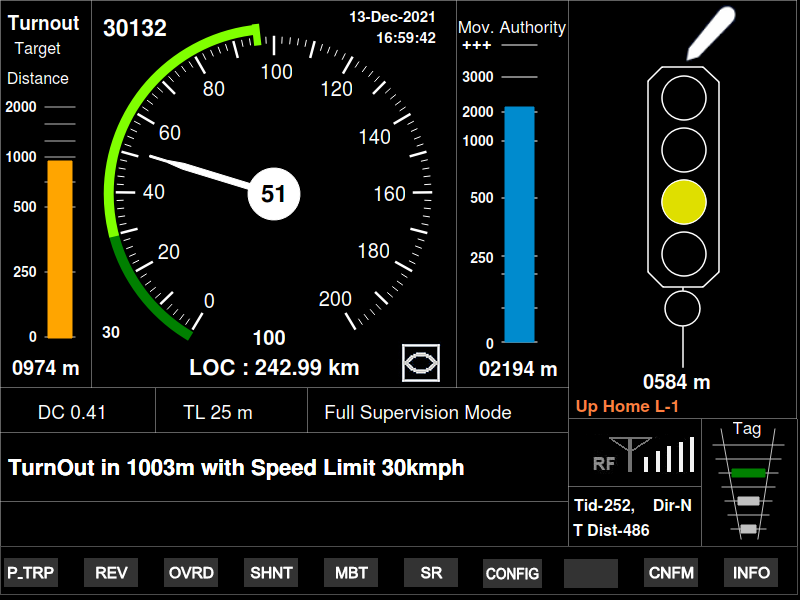 Turnout
Target
Distance
2000
1000
500
250
0
0974 m
30132
13-Dec-2021
16:59:42
0
20
40
60
80
100
120
140
160
180
200
51
30
100
LOC : 242.99 km
Mov. Authority
+++
3000
2000
1000
500
250
0
02194 m
0584 m
Up Home L-1
DC 0.41
TL 25 m
Full Supervision Mode
TurnOut in 1003m with Speed Limit 30kmph
RF
Tag
Tid-252, Dir-N
T Dist-486
P_TRP
REV
OVRD
SHNT
MBT
SR
CONFIG
CNFM
INFO